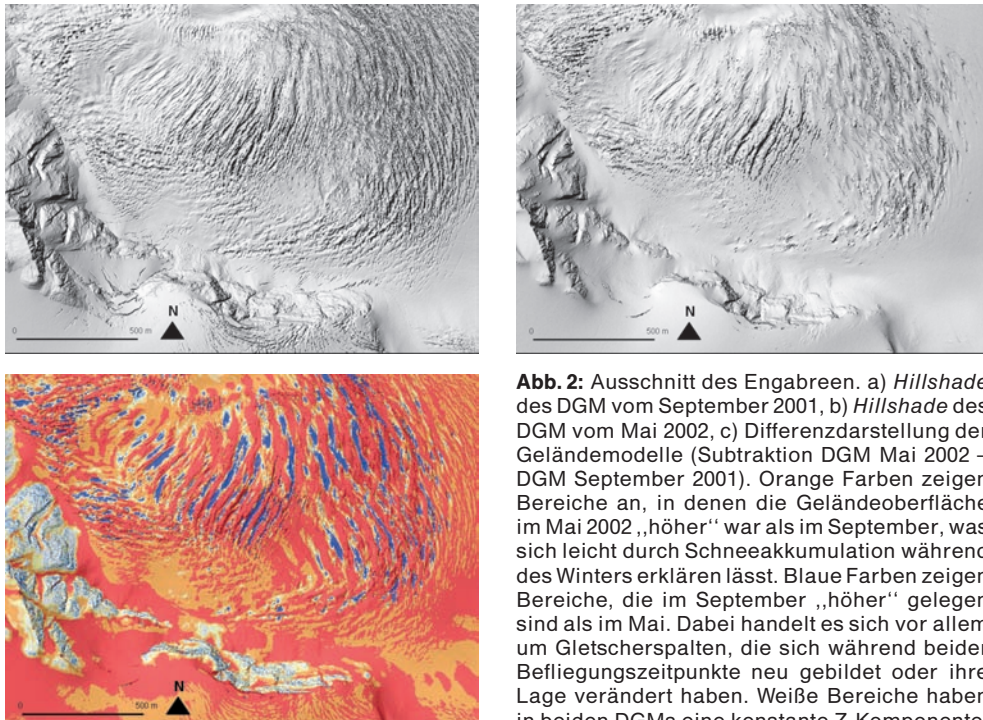 N
0 500 m
N
0 500 m
N
0 500 m
Abb. 2: Ausschnitt des Engabreen. a) Hillshade
des DGM vom September 2001, b) Hillshade des
DGM vom Mai 2002, c) Differenzdarstellung der
Geländemodelle (Subtraktion DGM Mai 2002 –
DGM September 2001). Orange Farben zeigen
Bereiche an, in denen die Geländeoberfläche
im Mai 2002 ,,höher‘‘ war als im September, was
sich leicht durch Schneeakkumulation während
des Winters erklären lässt. Blaue Farben zeigen
Bereiche, die im September ,,höher‘‘ gelegen
sind als im Mai. Dabei handelt es sich vor allem
um Gletscherspalten, die sich während beider
Befliegungszeitpunkte neu gebildet oder ihre
Lage verändert haben. Weiße Bereiche haben
in beiden DGMs eine konstante Z-Komponente